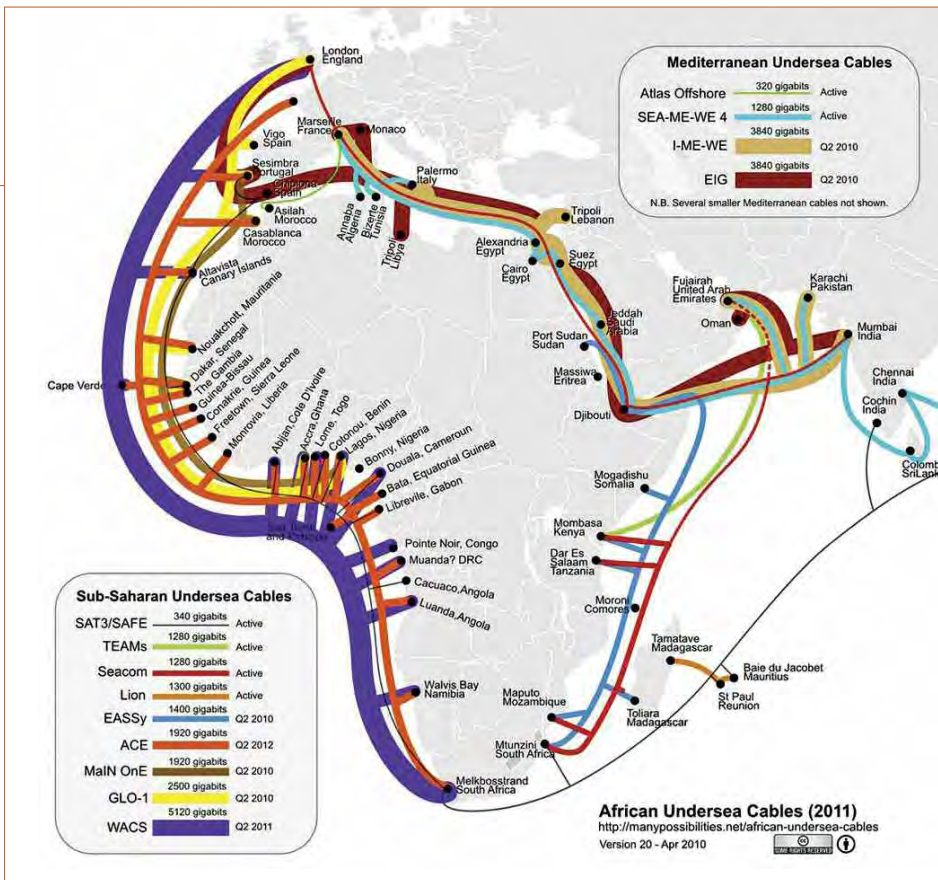 London
England
Vigo
Spain
Marseille
France
Monaco
Sesimbra
Portugal
Chipiona
Spain
Asilah
Morocco
Casablanca
Morocco
Altavista
Canary Islands
Annaba
Algeria
Bizerte
Tunisia
Palermo
Italy
Tripoli
Libya
Tripoli
Lebanon
Alexandria
Egypt
Cairo
Egypt
Suez
Egypt
Jeddah
Saudi
Arabia
Port Sudan
Sudan
Massiwa
Eritrea
Djibouti
Fujairah
United Arab
Emirates
Oman
Karachi
Pakistan
Mumbai
India
Chennai
India
Cochin
India
Colomb
SriLank
Mediterranean Undersea Cables
Atlas Offshore 320 gigabits Active
SEA-ME-WE 4 1280 gigabits Active
I-ME-WE 3840 gigabits Q2 2010
EIG 3840 gigabits Q2 2010
N.B. Several smaller Mediterranean cables not shown.
Cape Verde
Nouakchott, Mauritania
Dakar, Senegal
The Gambia
Guinea-Bissau
Conakrie, Guinea
Freetown, Sierra Leone
Monrovia, Liberia
Abijan, Cote D'Ivoire
Accra, Ghana
Lome, Togo
Cotonou, Benin
Lagos, Nigeria
Bonny, Nigeria
Douala, Cameroun
Bata, Equatorial Guinea
Libreville, Gabon
Pointe Noir, Congo
Muanda? DRC
Cacuaco,Angola
Luanda,Angola
Walvis Bay
Namibia
Melkbosstrand
South Africa
Mogadishu
Somalia
Mombasa
Kenya
Dar Es
Salaam
Tanzania
Moroni
Comores
Tamatave
Madagascar
Baie du Jacobet
Mauritius
St Paul
Reunion
Toliara
Madagascar
Maputo
Mozambique
Mtunzini
South Africa
Sub-Saharan Undersea Cables
SAT3/SAFE 340 gigabits Active
TEAMs 1280 gigabits Active
Seacom 1280 gigabits Active
Lion 1300 gigabits Active
EASSy 1400 gigabits Q2 2010
ACE 1920 gigabits Q2 2012
MaIN OnE 1920 gigabits Q2 2010
GLO-1 2500 gigabits Q2 2010
WACS 5120 gigabits Q2 2011
African Undersea Cables (2011)
http://manypossibilities.net/african-undersea-cables
Version 20 - Apr 2010
cc
SOME RIGHTS RESERVED